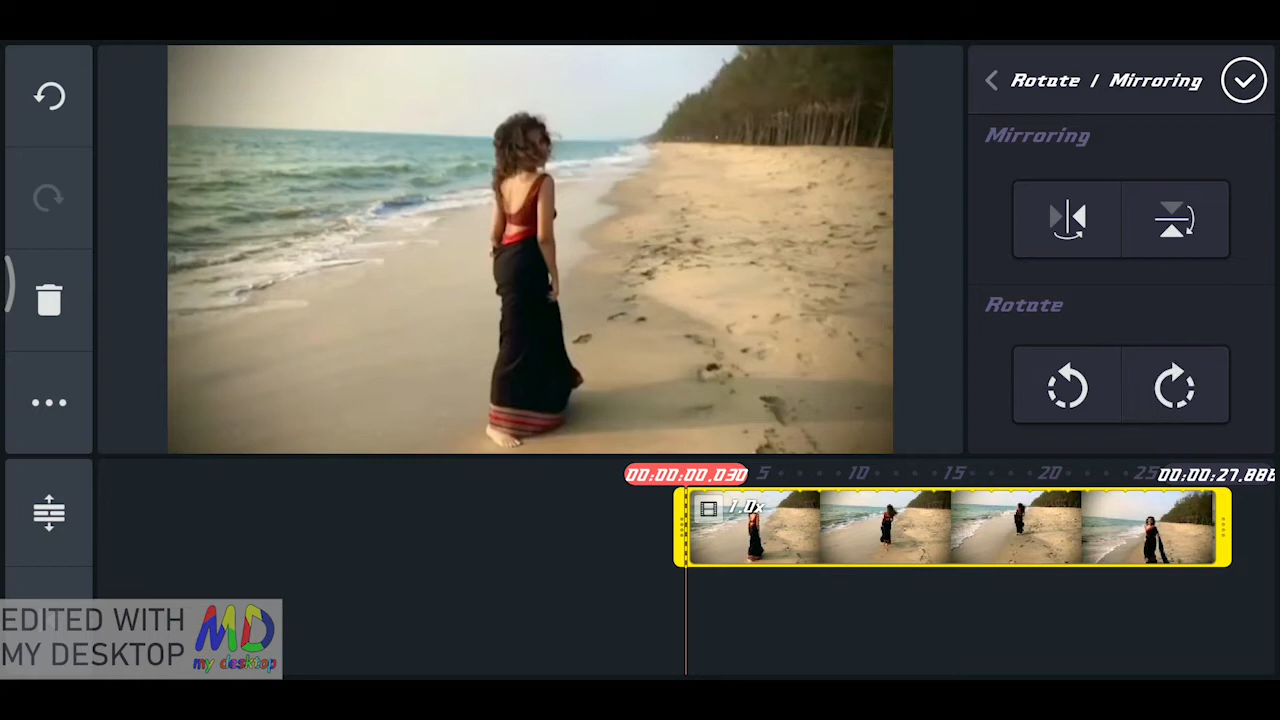 Rotate / Mirroring
Mirroring
Rotate
00:00:00.030
5
10
15
20
25
00:00:27.888
1.0x
EDITED WITH
MY DESKTOP
MD
my desktop